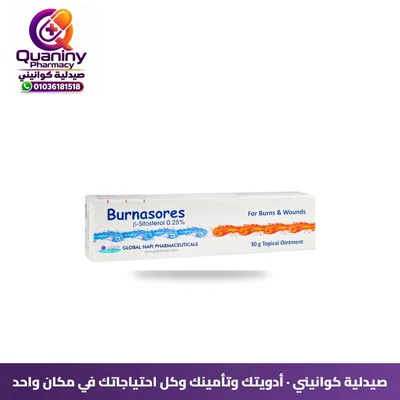 Quaniny
Pharmacy
صيدلية كوانيني
01036181518
Burnasores
β-Sitosterol 0.25%
For Burns & Wounds
GLOBAL NAPI PHARMACEUTICALS
30 g Topical Ointment
صيدلية كوانيني · أدويتك وتأمينك وكل احتياجاتك في مكان واحد